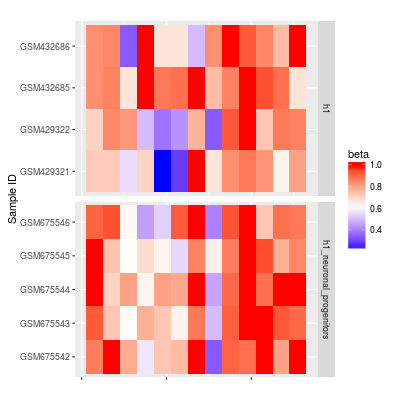 Sample ID
GSM432686
GSM432685
GSM429322
GSM429321
h1
GSM675546
GSM675545
GSM675544
GSM675543
GSM675542
h1_neuronal_progenitors
beta
1.0
0.8
0.6
0.4